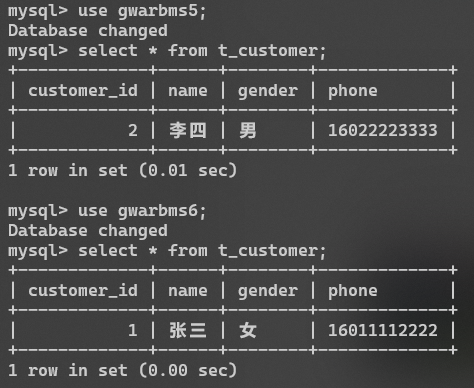 mysql> use gwarbms5;
Database changed
mysql> select * from t_customer;
+-------------+------+--------+-------------+
| customer_id | name | gender | phone       |
+-------------+------+--------+-------------+
|           2 | 李四 | 男     | 16022223333 |
+-------------+------+--------+-------------+
1 row in set (0.01 sec)

mysql> use gwarbms6;
Database changed
mysql> select * from t_customer;
+-------------+------+--------+-------------+
| customer_id | name | gender | phone       |
+-------------+------+--------+-------------+
|           1 | 张三 | 女     | 16011112222 |
+-------------+------+--------+-------------+
1 row in set (0.00 sec)